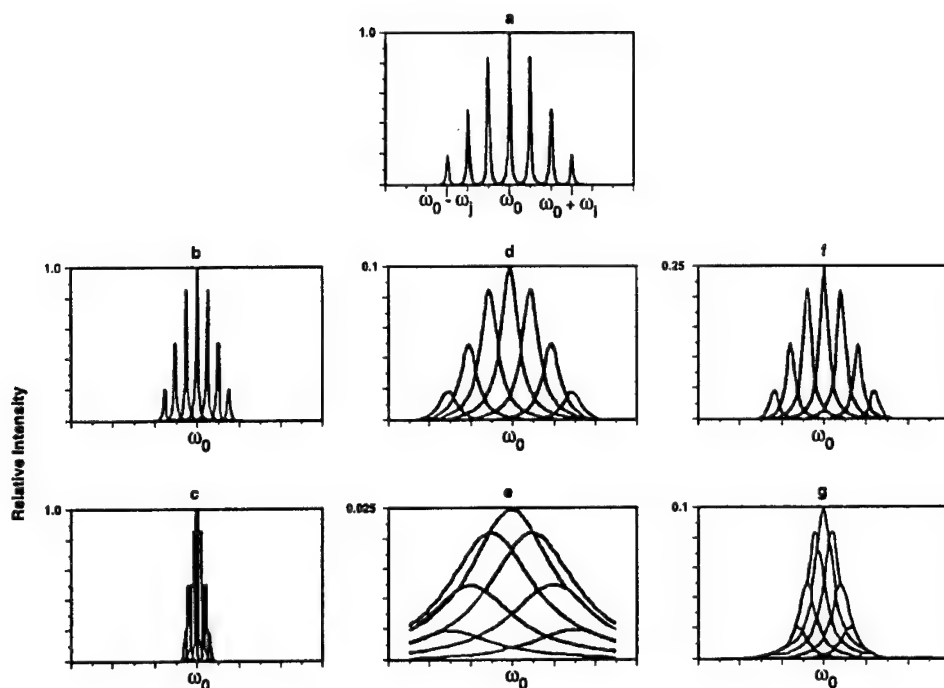 a
1.0
ω₀ - ωⱼ ω₀ ω₀ + ωⱼ
b
1.0
ω₀
d
0.1
ω₀
f
0.25
ω₀
Relative Intensity
c
1.0
ω₀
e
0.025
ω₀
g
0.1
ω₀